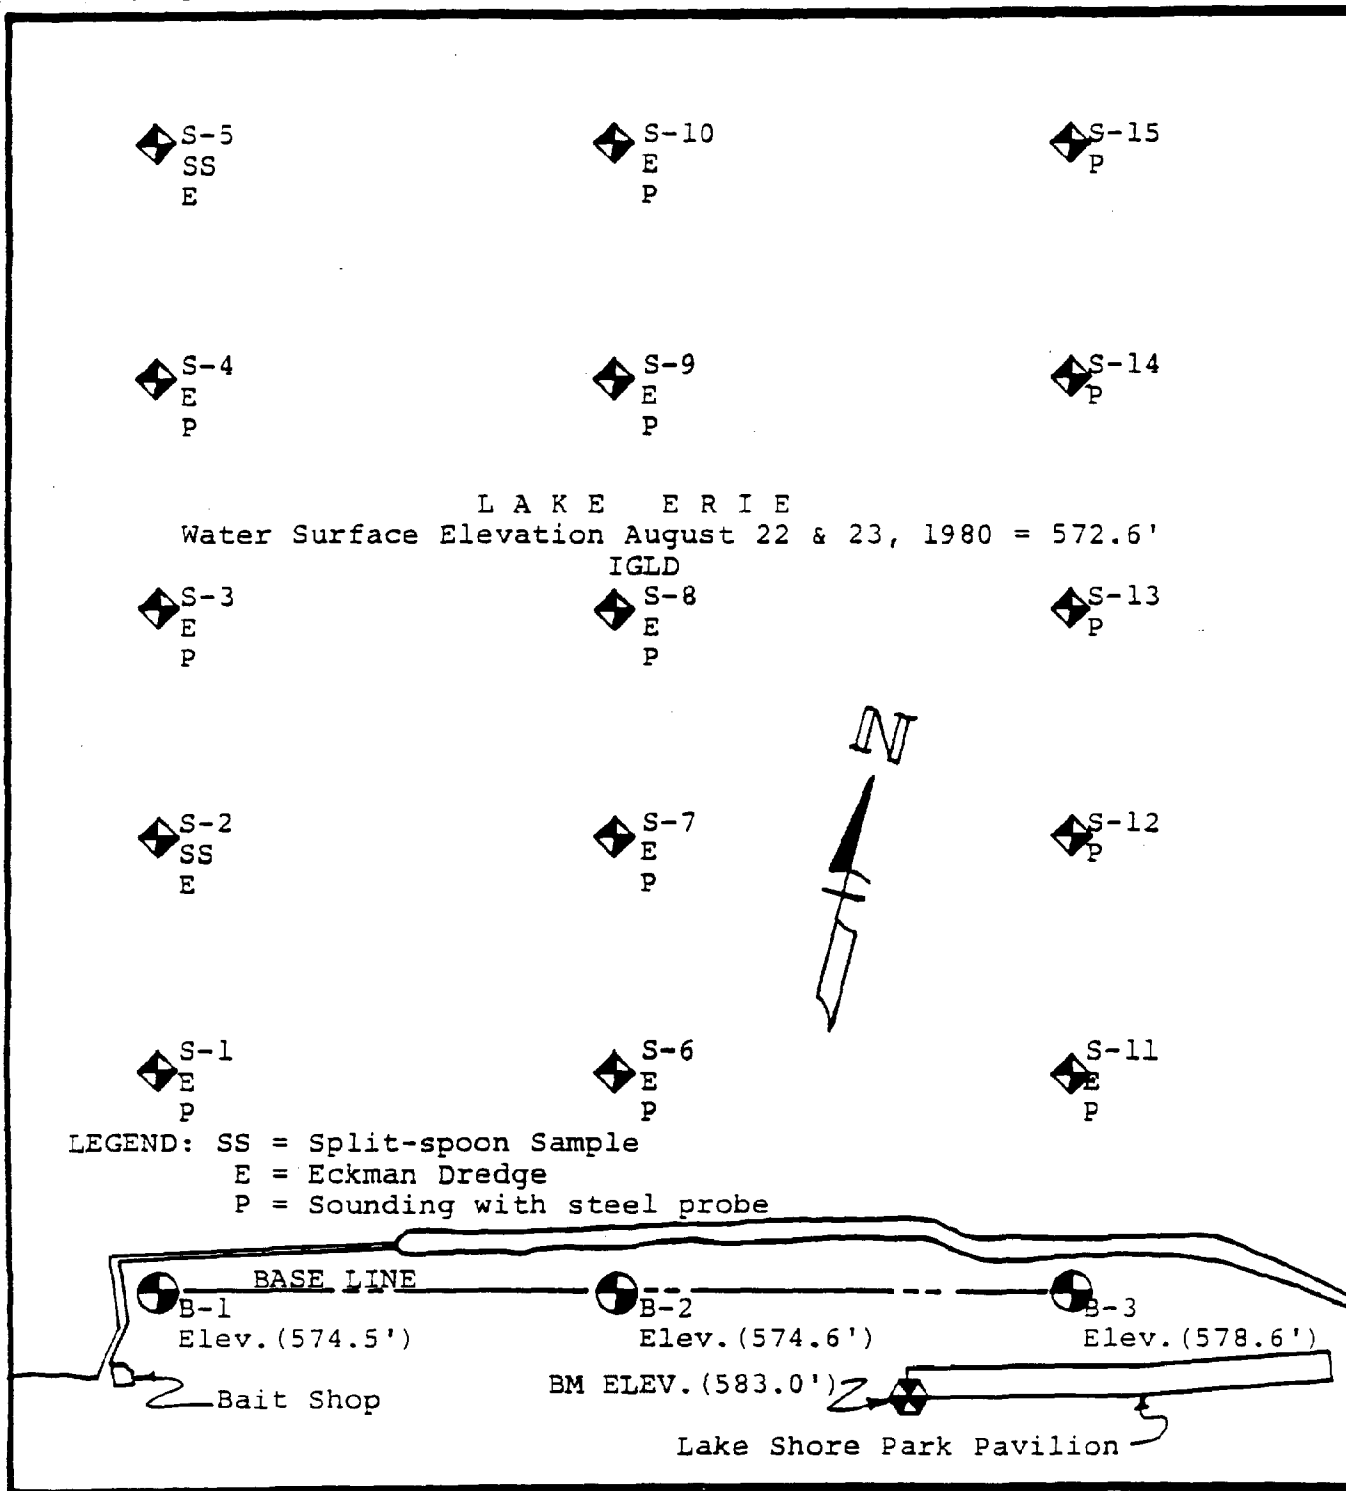 S-5
SS
E
S-10
E
P
S-15
P
S-4
E
P
S-9
E
P
S-14
P
LAKE ERIE
Water Surface Elevation August 22 & 23, 1980 = 572.6'
IGLD
S-3
E
P
S-8
E
P
S-13
P
N
S-2
SS
E
S-7
E
P
S-12
P
S-1
E
P
S-6
E
P
S-11
E
P
LEGEND: SS = Split-spoon Sample
E = Eckman Dredge
P = Sounding with steel probe
BASE LINE
B-1
Elev.(574.5')
B-2
Elev.(574.6')
B-3
Elev.(578.6')
BM ELEV.(583.0')
Bait Shop
Lake Shore Park Pavilion